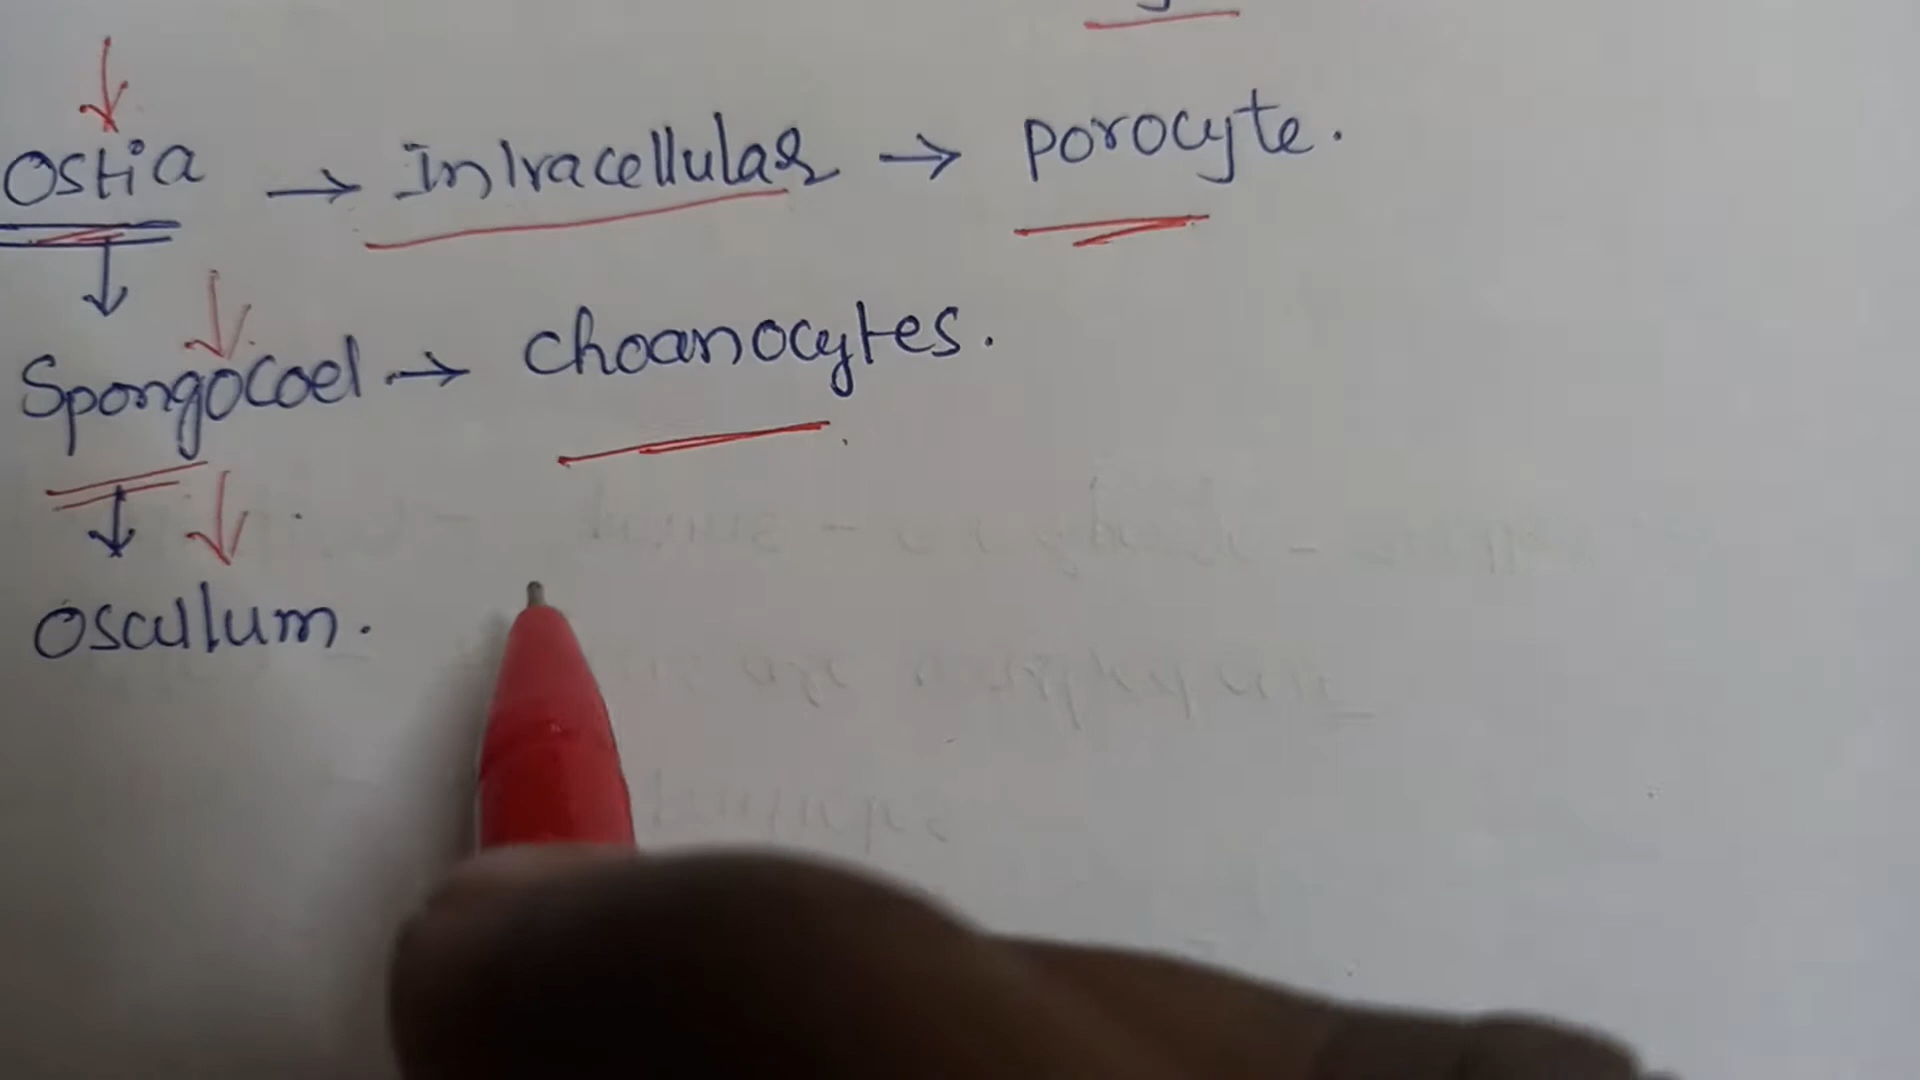 Ostia → Intracellular → porocyte.
Spongocoel → choanocytes.
Osculum.